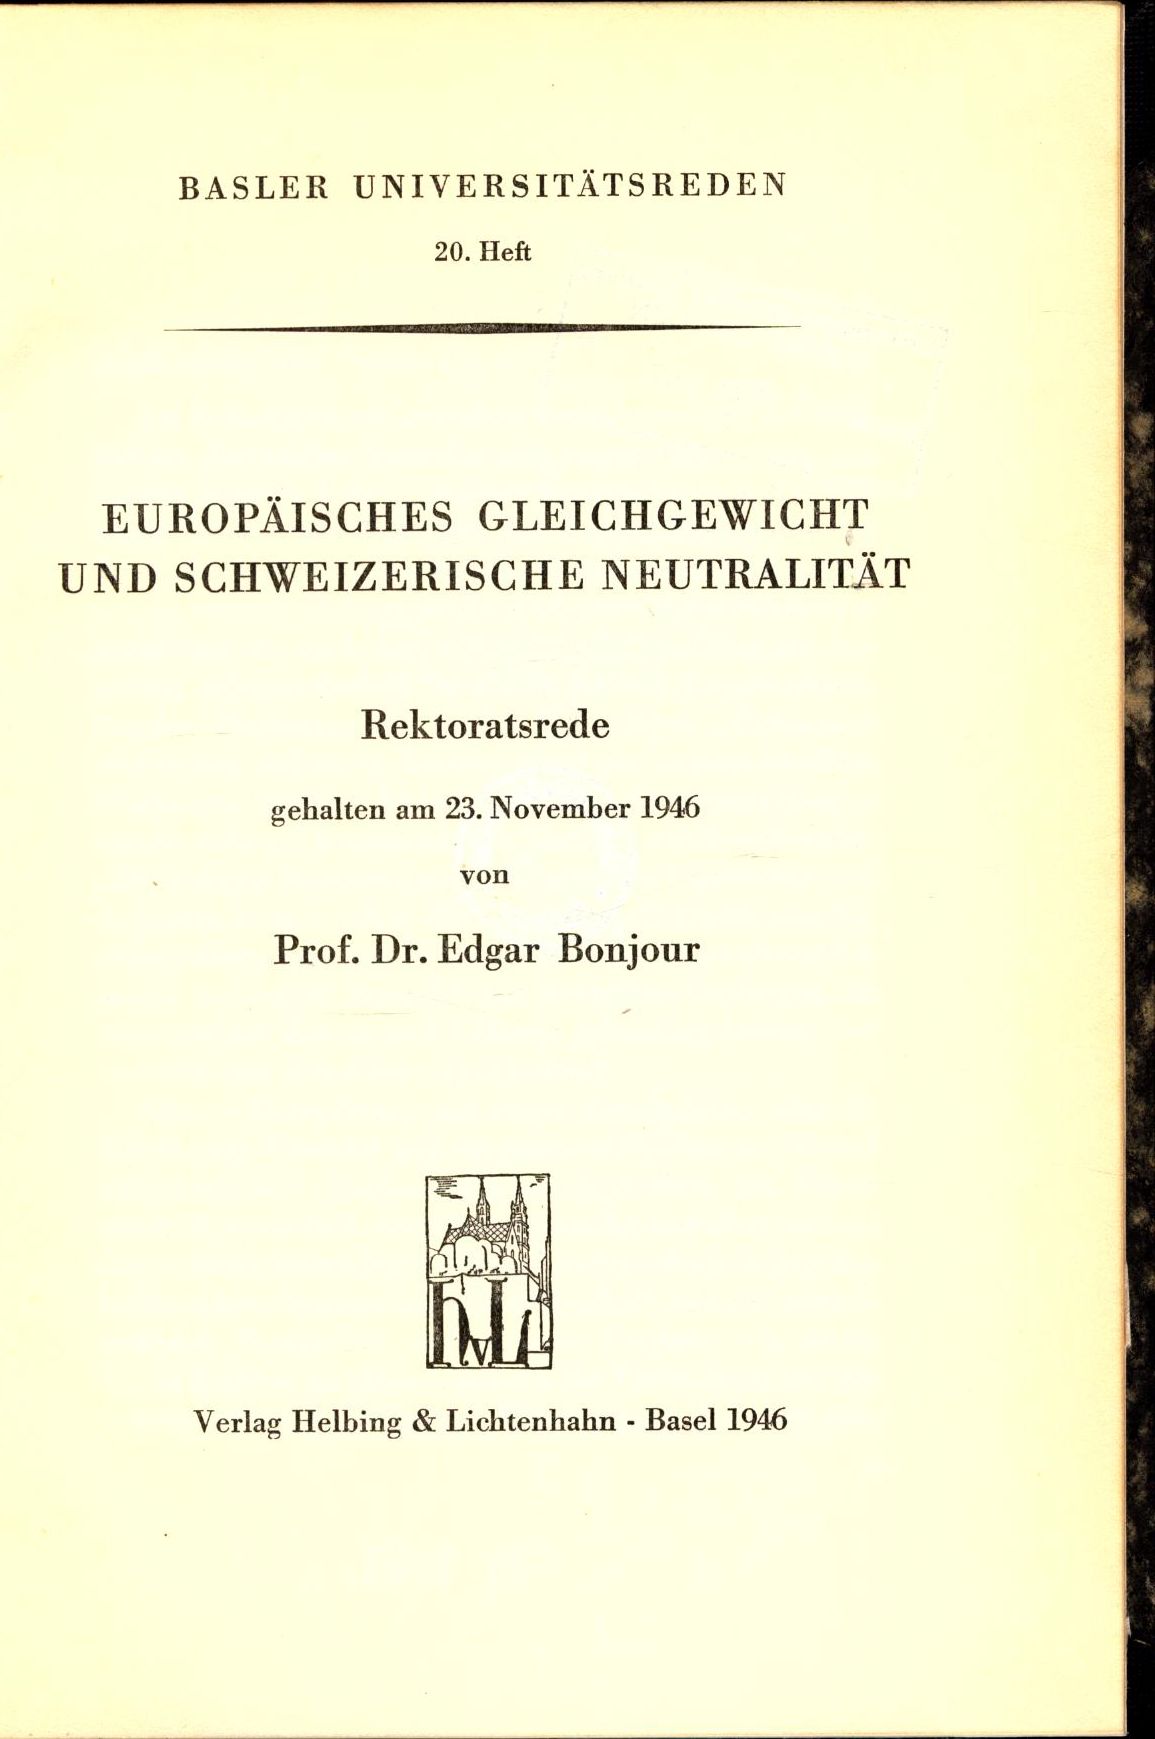 BASLER UNIVERSITÄTSREDEN
20. Heft
EUROPÄISCHES GLEICHGEWICHT
UND SCHWEIZERISCHE NEUTRALITÄT
Rektoratsrede
gehalten am 23. November 1946
von
Prof. Dr. Edgar Bonjour
Verlag Helbing & Lichtenhahn - Basel 1946